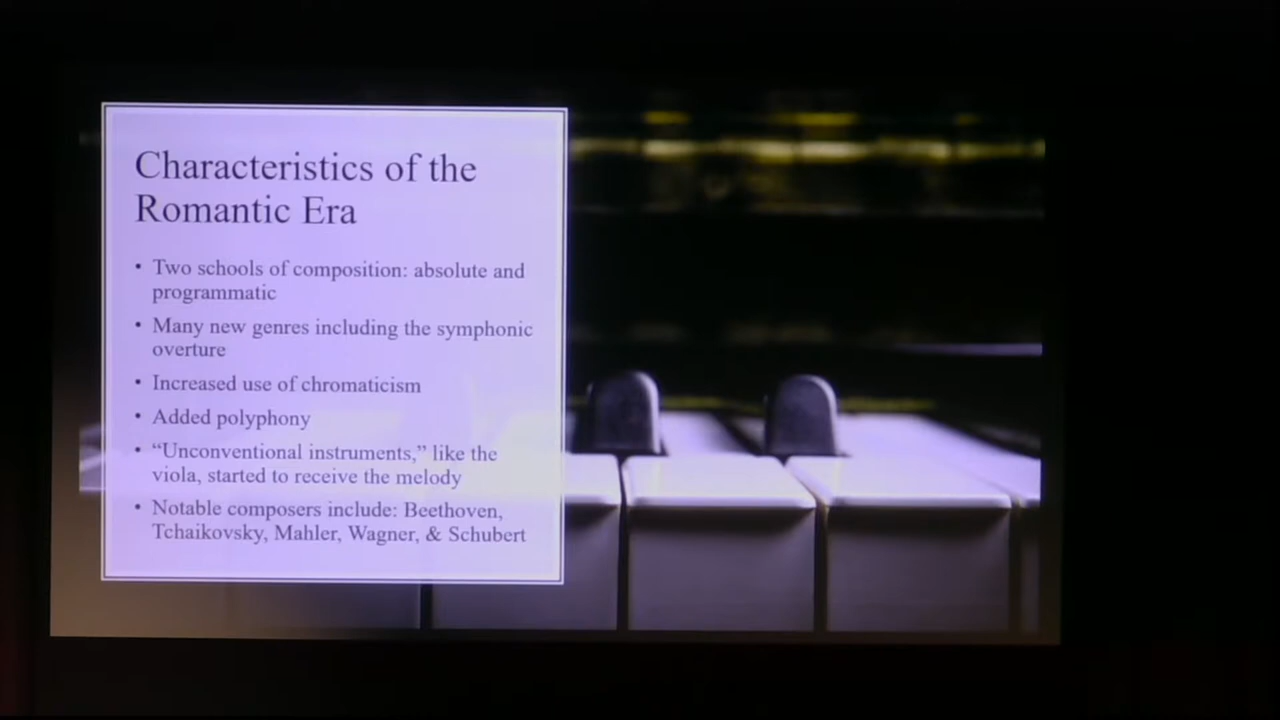 Characteristics of the
Romantic Era
• Two schools of composition: absolute and
programmatic
• Many new genres including the symphonic
overture
• Increased use of chromaticism
• Added polyphony
• “Unconventional instruments,” like the
viola, started to receive the melody
• Notable composers include: Beethoven,
Tchaikovsky, Mahler, Wagner, & Schubert